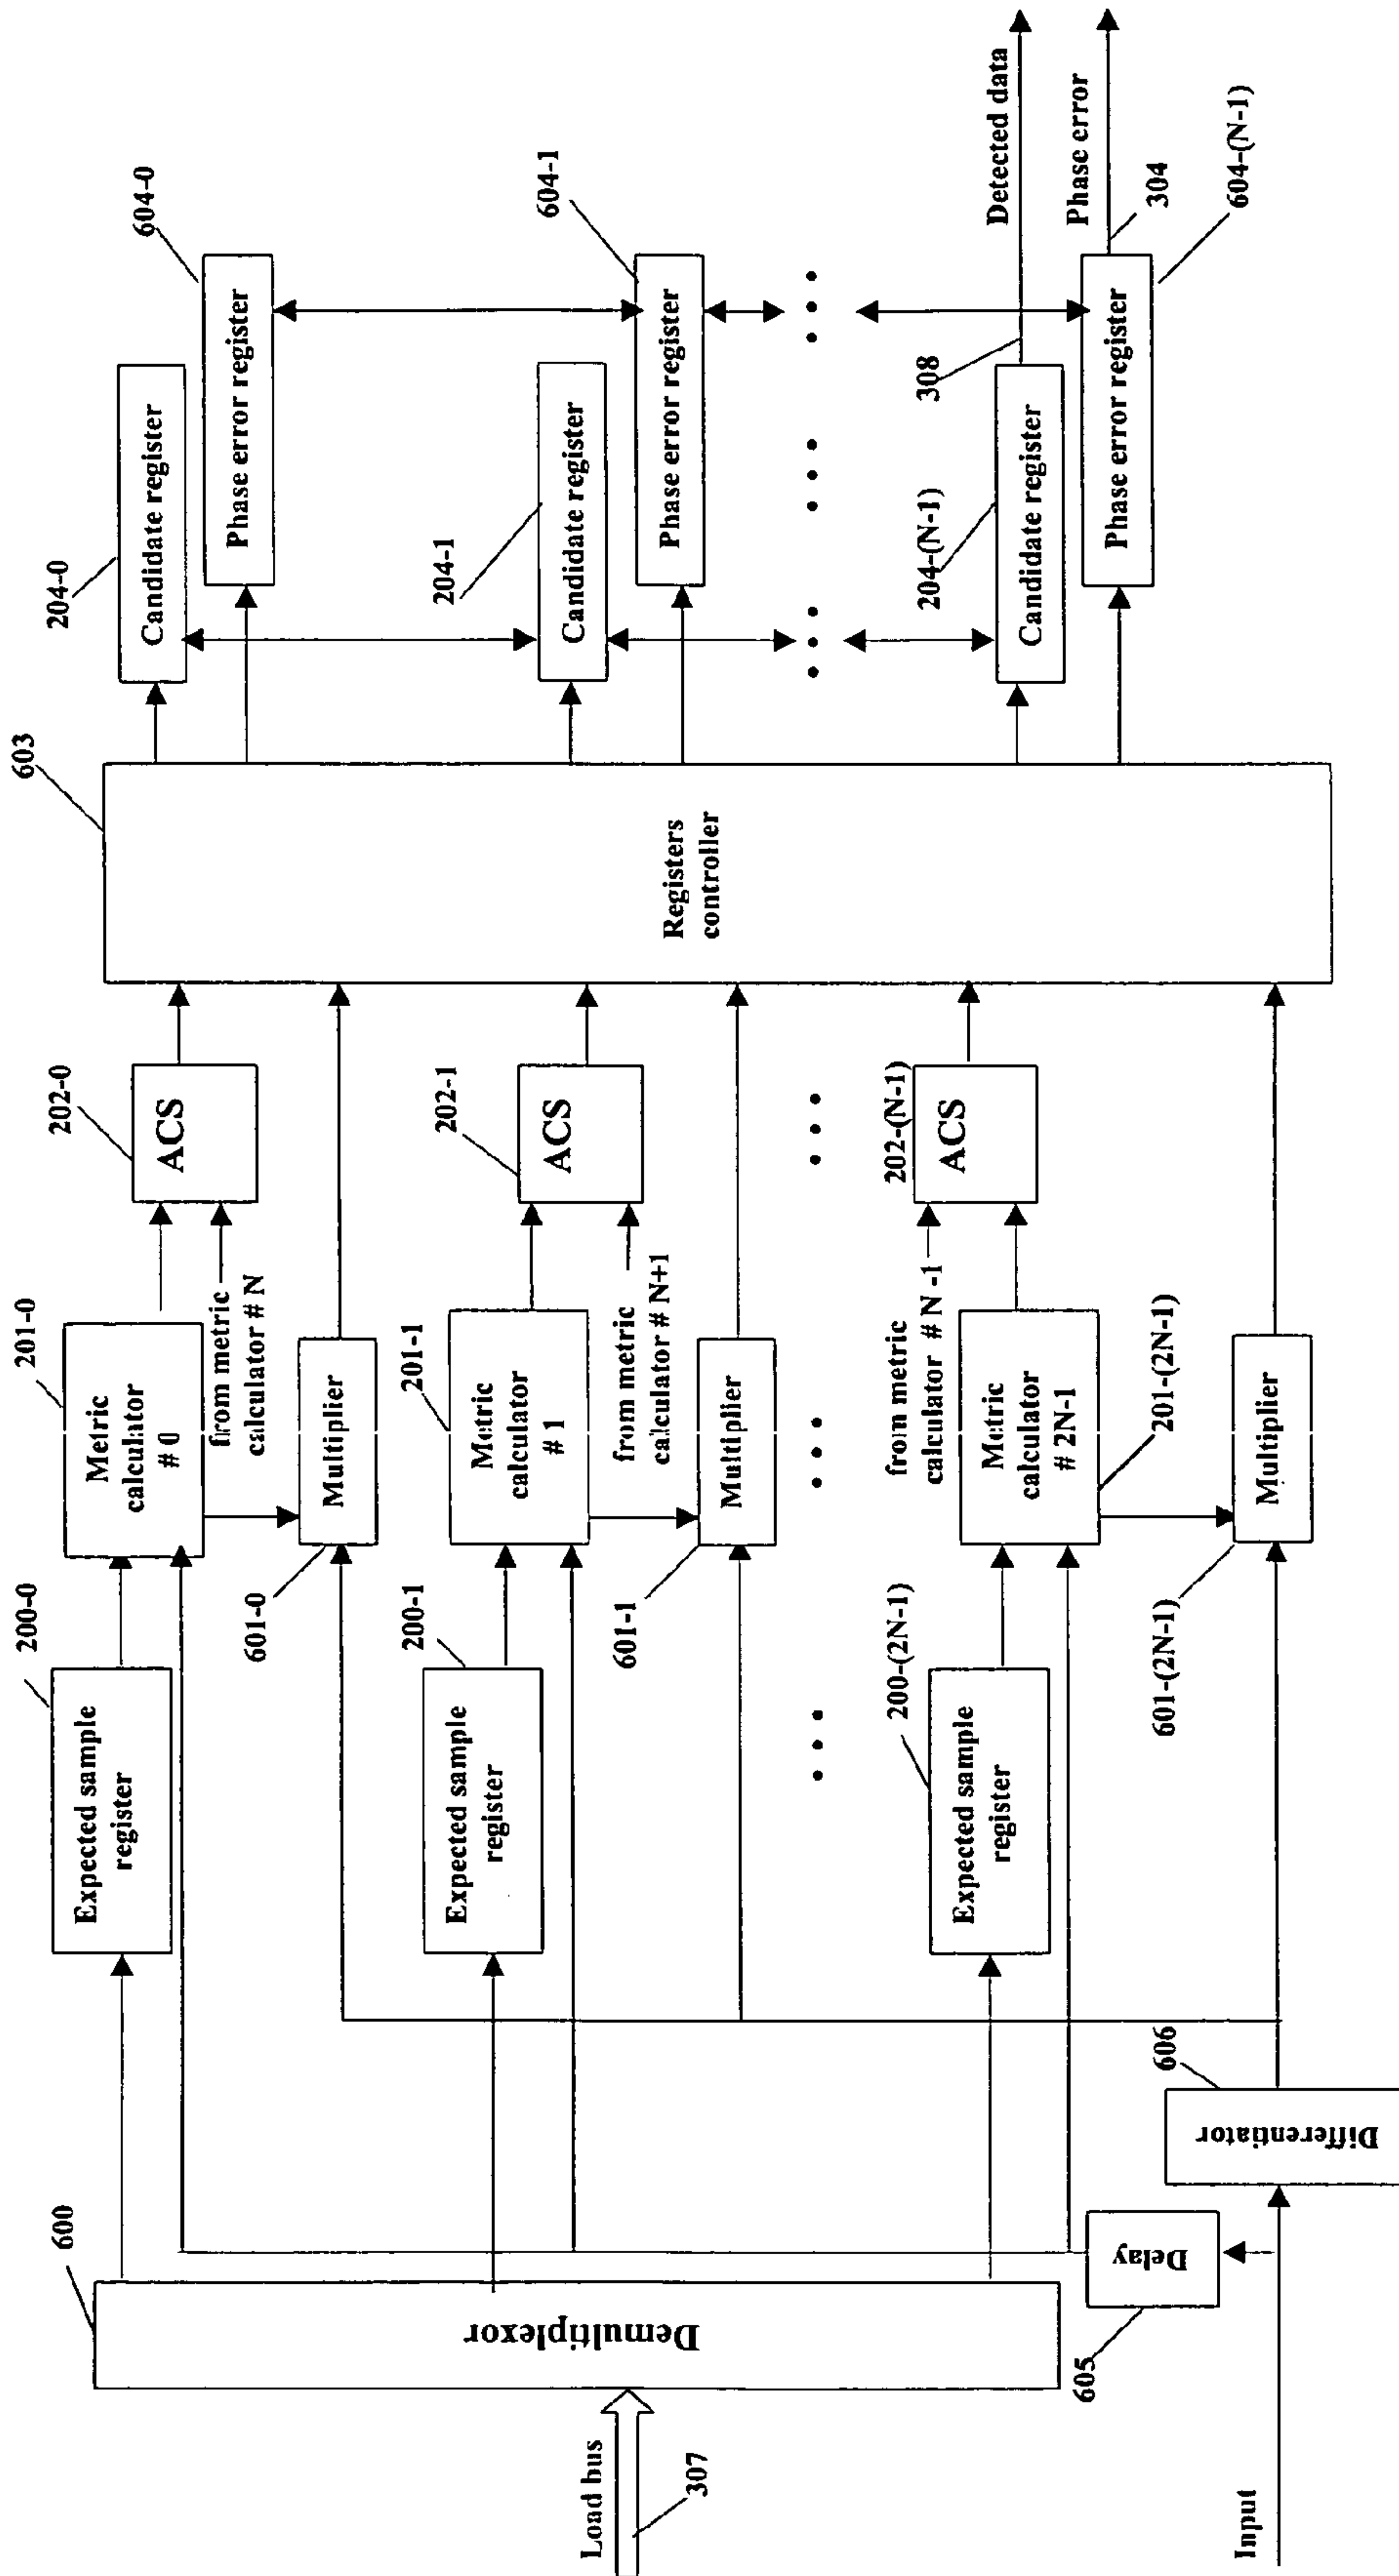 Load bus
307
600
Demultiplexor
Input
605
Delay
606
Differentiator
200-0
Expected sample
register
201-0
Metric
calculator
# 0
from metric
calculator # N
202-0
ACS
601-0
Multiplier
200-1
Expected sample
register
201-1
Metric
calculator
# 1
from metric
calculator # N+1
202-1
ACS
601-1
Multiplier
200-(2N-1)
Expected sample
register
from metric
calculator # N -1
Metric
calculator
# 2N-1
201-(2N-1)
202-(N-1)
ACS
601-(2N-1)
Multiplier
603
Registers
controller
204-0
Candidate register
604-0
Phase error register
204-1
Candidate register
604-1
Phase error register
204-(N-1)
Candidate register
308
Detected data
Phase error register
Phase error
304
604-(N-1)